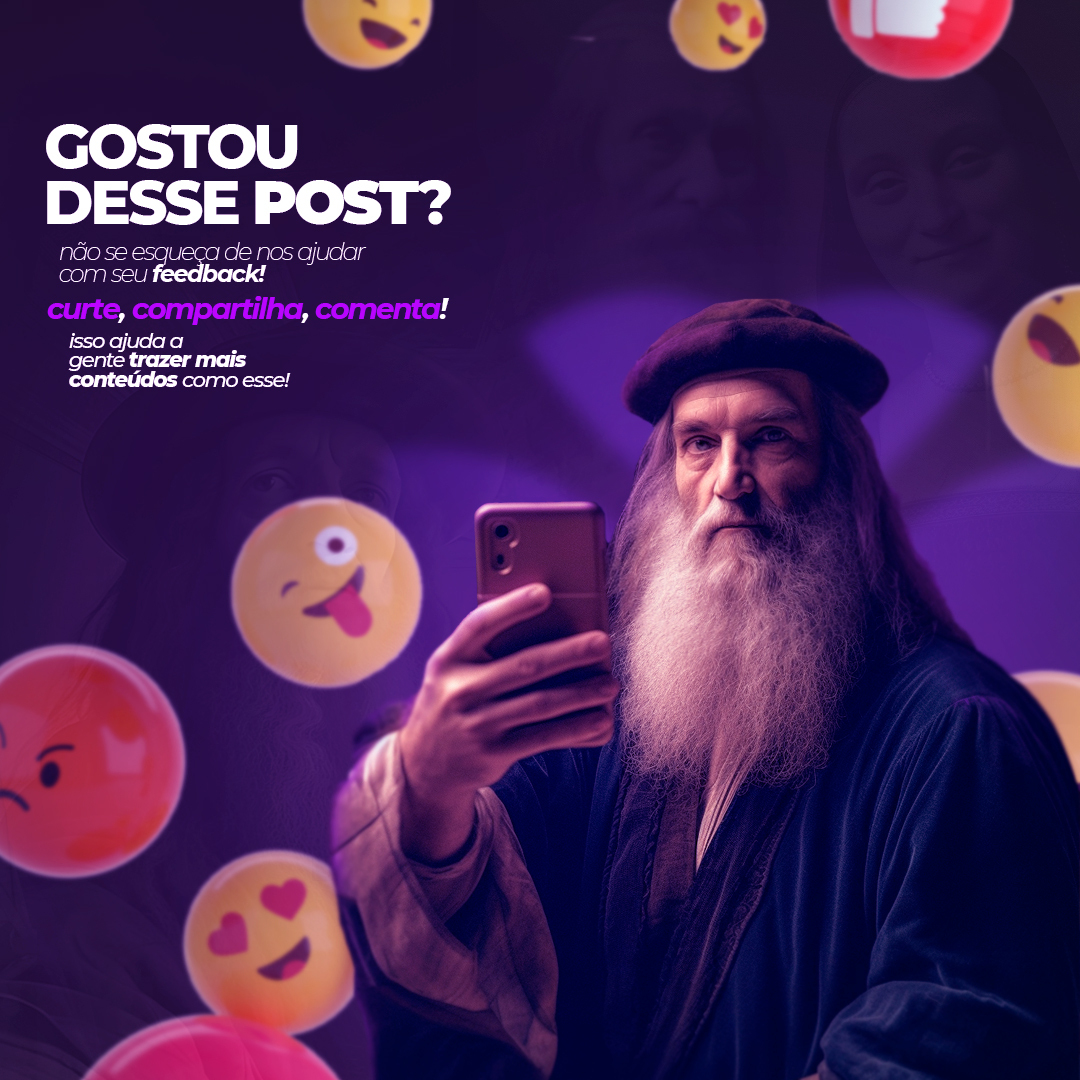 GOSTOU
DESSE POST?
não se esqueça de nos ajudar
com seu feedback!
curte, compartilha, comenta!
isso ajuda a
gente trazer mais
conteúdos como esse!